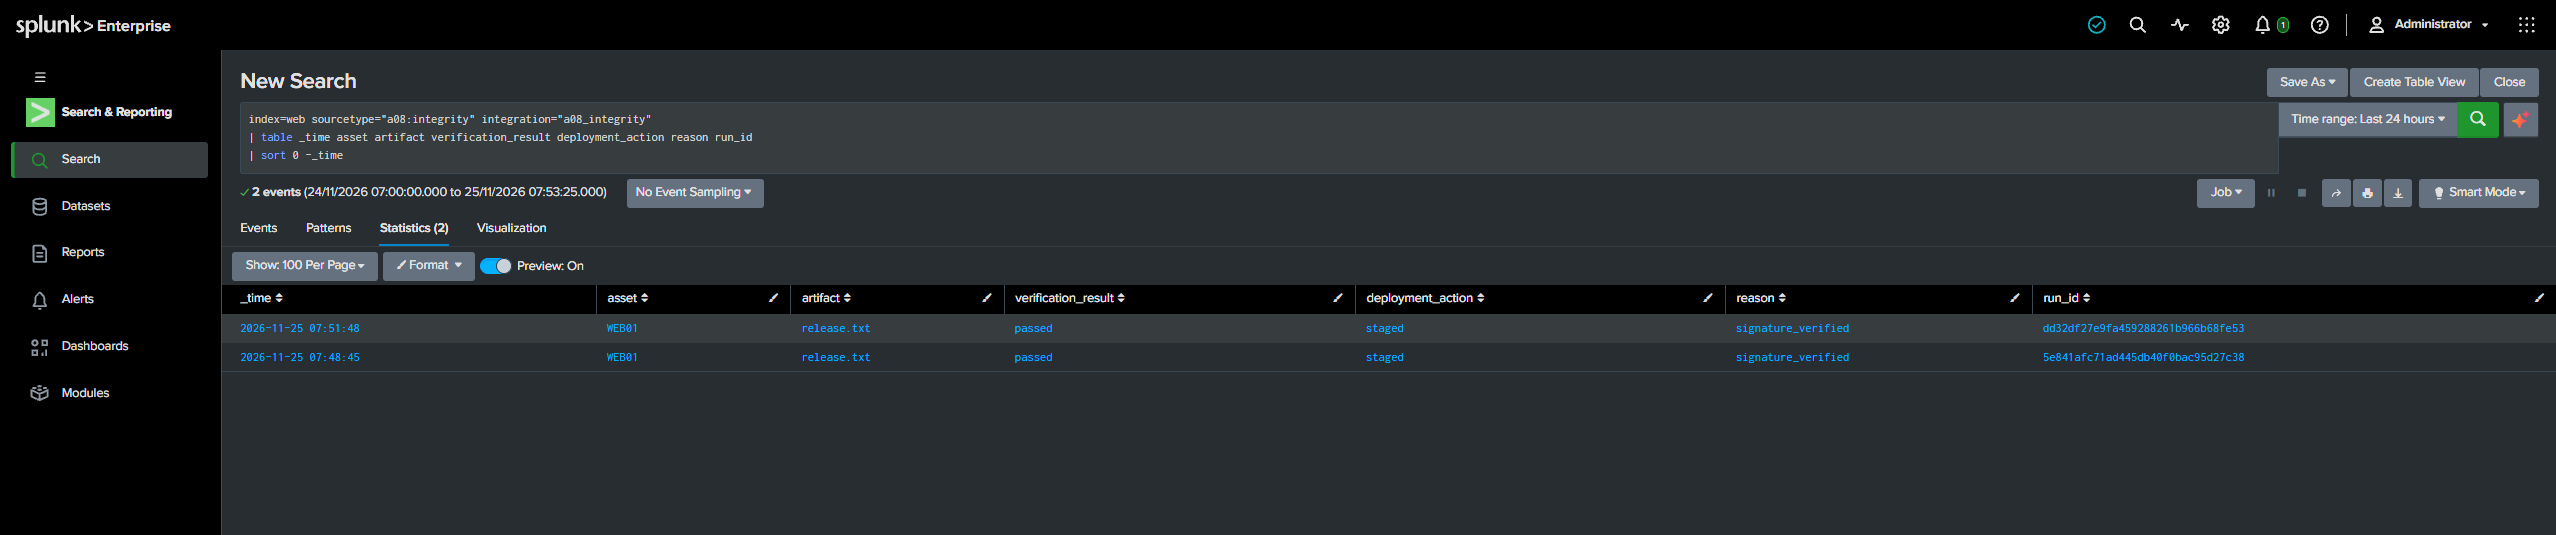 splunk> Enterprise
1
Administrator
Search & Reporting
Search
Datasets
Reports
Alerts
Dashboards
Modules
New Search
Save As
Create Table View
Close
index=web sourcetype="a08:integrity" integration="a08_integrity"
| table _time asset artifact verification_result deployment_action reason run_id
| sort 0 -_time
Time range: Last 24 hours
2 events (24/11/2026 07:00:00.000 to 25/11/2026 07:53:25.000)
No Event Sampling
Job
Smart Mode
Events Patterns Statistics (2) Visualization
Show: 100 Per Page
Format
Preview: On
_time asset artifact verification_result deployment_action reason run_id
2026-11-25 07:51:48 WEB01 release.txt passed staged signature_verified dd32df27e9fa459288261b966b68fe53
2026-11-25 07:48:45 WEB01 release.txt passed staged signature_verified 5e841afc71ad445db40f0bac95d27c38